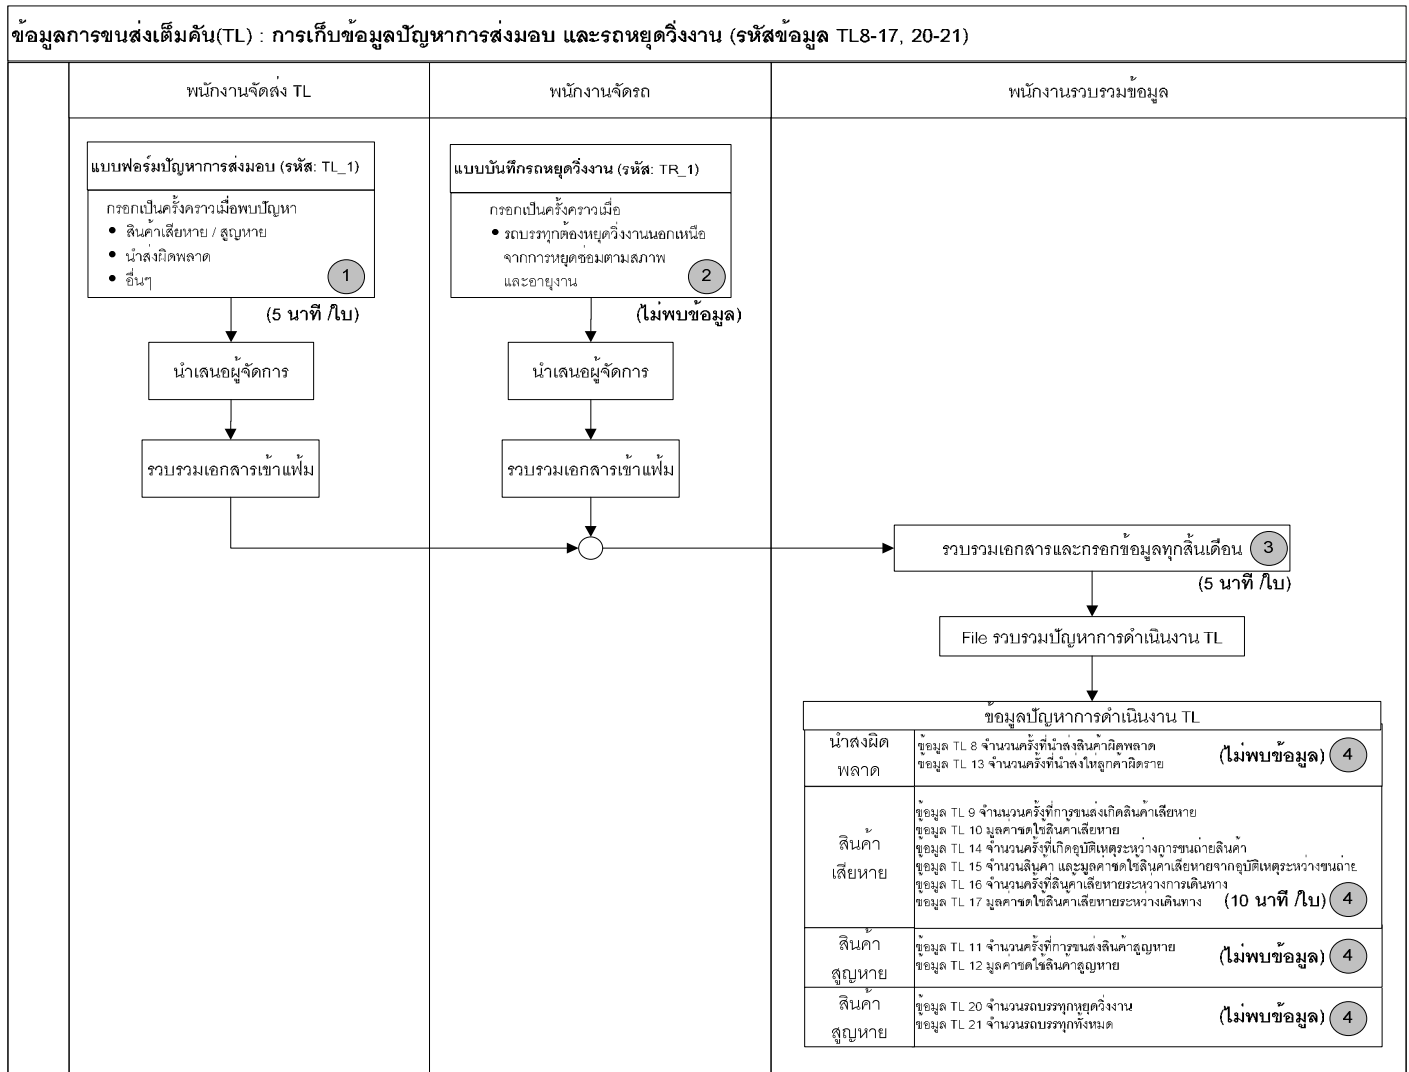 ข้อมูลการขนส่งเต็มคัน(TL) : การเก็บข้อมูลปัญหาการส่งมอบ และรถหยุดวิ่งงาน (รหัสข้อมูล TL8-17, 20-21)
พนักงานจัดส่ง TL
พนักงานจัดรถ
พนักงานรวบรวมข้อมูล
แบบฟอร์มปัญหาการส่งมอบ (รหัส: TL_1)
กรอกเป็นครั้งคราวเมื่อพบปัญหา
• สินค้าเสียหาย / สูญหาย
• นำส่งผิดพลาด
• อื่นๆ
1
(5 นาที /ใบ)
นำเสนอผู้จัดการ
รวบรวมเอกสารเข้าแฟ้ม
แบบบันทึกรถหยุดวิ่งงาน (รหัส: TR_1)
กรอกเป็นครั้งคราวเมื่อ
• รถบรรทุกต้องหยุดวิ่งงานนอกเหนือ
จากการหยุดซ่อมตามสภาพ
และอายุงาน
2
(ไม่พบข้อมูล)
นำเสนอผู้จัดการ
รวบรวมเอกสารเข้าแฟ้ม
รวบรวมเอกสารและกรอกข้อมูลทุกสิ้นเดือน 3
(5 นาที /ใบ)
File รวบรวมปัญหาการดำเนินงาน TL
ข้อมูลปัญหาการดำเนินงาน TL
นำส่งผิด
พลาด
ข้อมูล TL 8 จำนวนครั้งที่นำส่งสินค้าผิดพลาด
ข้อมูล TL 13 จำนวนครั้งที่นำส่งให้ลูกค้าผิดราย
(ไม่พบข้อมูล) 4
สินค้า
เสียหาย
ข้อมูล TL 9 จำนนวนครั้งที่การขนส่งเกิดสินค้าเสียหาย
ข้อมูล TL 10 มูลค่าชดใช้สินค้าเสียหาย
ข้อมูล TL 14 จำนวนครั้งที่เกิดอุบัติเหตุระหว่างการขนถ่ายสินค้า
ข้อมูล TL 15 จำนวนสินค้า และมูลค่าชดใช้สินค้าเสียหายจากอุบัติเหตุระหว่างขนถ่าย
ข้อมูล TL 16 จำนวนครั้งที่สินค้าเสียหายระหว่างการเดินทาง
ข้อมูล TL 17 มูลค่าชดใช้สินค้าเสียหายระหว่างเดินทาง
(10 นาที /ใบ) 4
สินค้า
สูญหาย
ข้อมูล TL 11 จำนวนครั้งที่การขนส่งสินค้าสูญหาย
ข้อมูล TL 12 มูลค่าชดใช้สินค้าสูญหาย
(ไม่พบข้อมูล) 4
สินค้า
สูญหาย
ข้อมูล TL 20 จำนวนรถบรรทุกหยุดวิ่งงาน
ข้อมูล TL 21 จำนวนรถบรรทุกทั้งหมด
(ไม่พบข้อมูล) 4